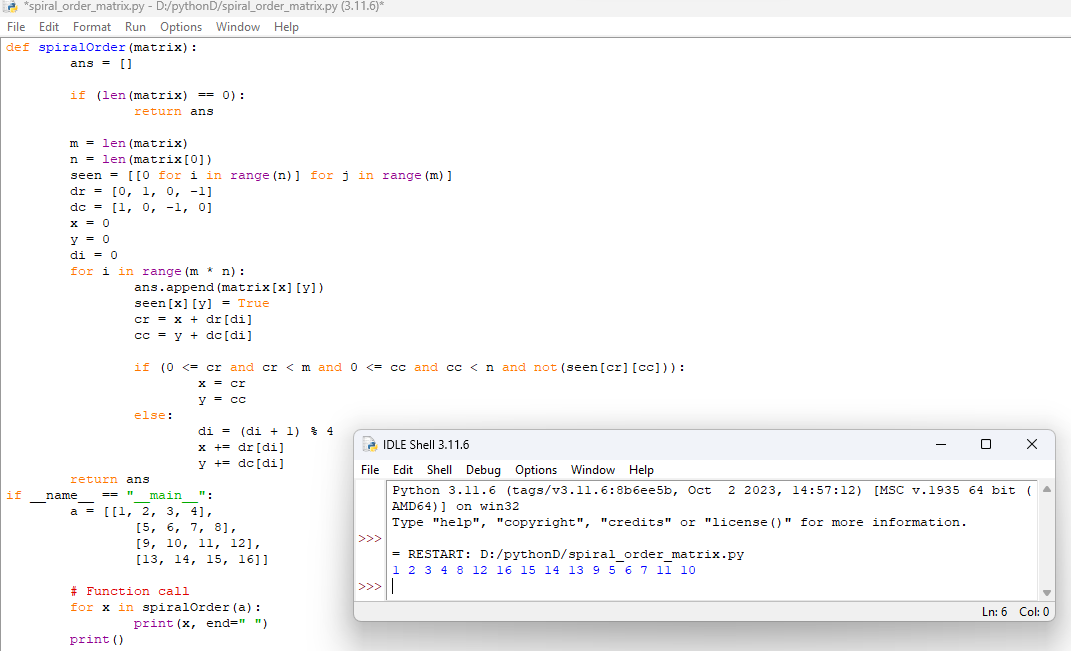 *spiral_order_matrix.py - D:/pythonD/spiral_order_matrix.py (3.11.6)*
File Edit Format Run Options Window Help
def spiralOrder(matrix):
        ans = []

        if (len(matrix) == 0):
                return ans

        m = len(matrix)
        n = len(matrix[0])
        seen = [[0 for i in range(n)] for j in range(m)]
        dr = [0, 1, 0, -1]
        dc = [1, 0, -1, 0]
        x = 0
        y = 0
        di = 0
        for i in range(m * n):
                ans.append(matrix[x][y])
                seen[x][y] = True
                cr = x + dr[di]
                cc = y + dc[di]

                if (0 <= cr and cr < m and 0 <= cc and cc < n and not(seen[cr][cc])):
                        x = cr
                        y = cc
                else:
                        di = (di + 1) % 4
                        x += dr[di]
                        y += dc[di]
        return ans
if __name__ == "__main__":
        a = [[1, 2, 3, 4],
                [5, 6, 7, 8],
                [9, 10, 11, 12],
                [13, 14, 15, 16]]

        # Function call
        for x in spiralOrder(a):
                print(x, end=" ")
        print()
IDLE Shell 3.11.6
File Edit Shell Debug Options Window Help
Python 3.11.6 (tags/v3.11.6:8b6ee5b, Oct  2 2023, 14:57:12) [MSC v.1935 64 bit (
AMD64)] on win32
Type "help", "copyright", "credits" or "license()" for more information.
>>>
= RESTART: D:/pythonD/spiral_order_matrix.py
1 2 3 4 8 12 16 15 14 13 9 5 6 7 11 10
>>>
Ln: 6 Col: 0